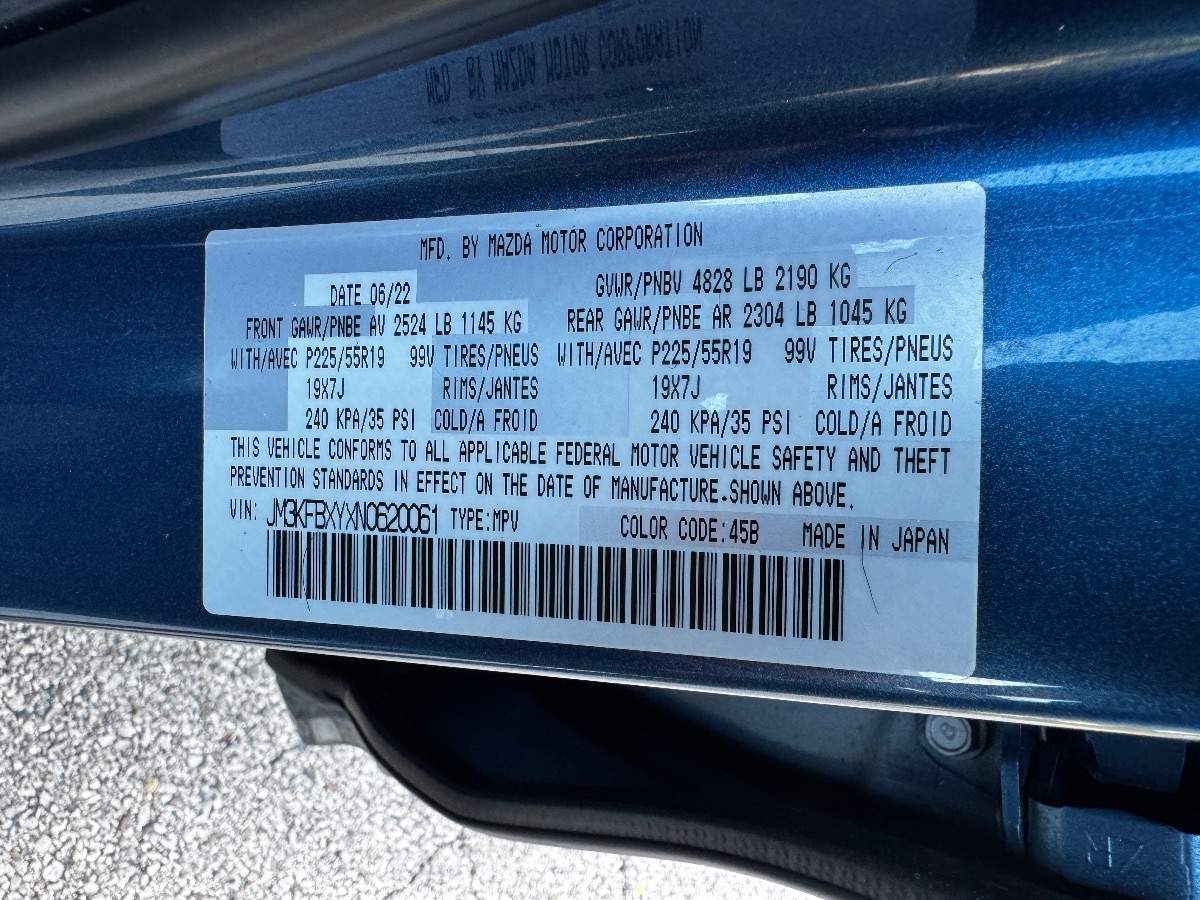 MFD. BY MAZDA MOTOR CORPORATION
DATE 06/22 GVWR/PNBV 4828 LB 2190 KG
FRONT GAWR/PNBE AV 2524 LB 1145 KG REAR GAWR/PNBE AR 2304 LB 1045 KG
WITH/AVEC P225/55R19 99V TIRES/PNEUS WITH/AVEC P225/55R19 99V TIRES/PNEUS
19X7J RIMS/JANTES 19X7J RIMS/JANTES
240 KPA/35 PSI COLD/A FROID 240 KPA/35 PSI COLD/A FROID
THIS VEHICLE CONFORMS TO ALL APPLICABLE FEDERAL MOTOR VEHICLE SAFETY AND THEFT
PREVENTION STANDARDS IN EFFECT ON THE DATE OF MANUFACTURE.SHOWN ABOVE.
VIN: JM3KFBXYXN0620061 TYPE:MPV COLOR CODE:45B MADE IN JAPAN